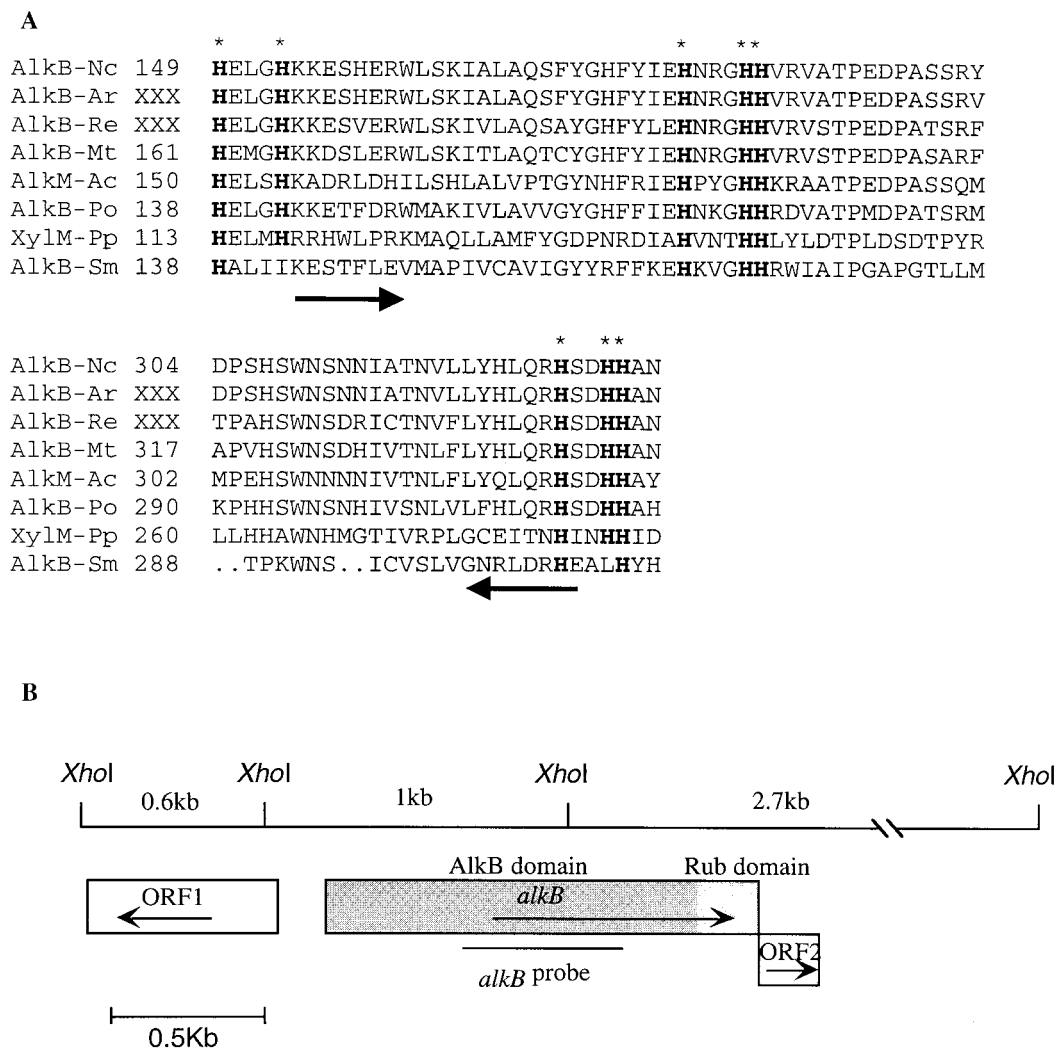 A
* * * **
AlkB-Nc 149 HELGHKKESHERWLSKIALAQSFYGHFYIEHNRGHHVRVATPEDPASSRY
AlkB-Ar XXX HELGHKKESHERWLSKIALAQSFYGHFYIEHNRGHHVRVATPEDPASSRV
AlkB-Re XXX HELGHKKESVERWLSKIVLAQSAYGHFYLEHNRGHHVRVSTPEDPATSRF
AlkB-Mt 161 HEMGHKKDSLERWLSKITLAQTCYGHFYIEHNRGHHVRVSTPEDPASARF
AlkM-Ac 150 HELSHKADRLDHILSHLALVPTGYNHFRIEHPYGHHKRAATPEDPASSQM
AlkB-Po 138 HELGHKKETFDRWMAKIVLAVVGYGHFFIEHNKGHHRDVATPMDPATSRM
XylM-Pp 113 HELMHRRHWLPRKMAQLLAMFYGDPNRDIAHVNTHHLYLDTPLDSDTPYR
AlkB-Sm 138 HALIIKESTFLEVMAPIVCAVIGYYRFFKEHKVGHHRWIAIPGAPGTLLM
* **
AlkB-Nc 304 DPSHSWNSNNIATNVLLYHLQRHSDHHAN
AlkB-Ar XXX DPSHSWNSNNIATNVLLYHLQRHSDHHAN
AlkB-Re XXX TPAHSWNSDRICTNVFLYHLQRHSDHHAN
AlkB-Mt 317 APVHSWNSDHIVTNLFLYHLQRHSDHHAN
AlkM-Ac 302 MPEHSWNNNNIVTNLFLYQLQRHSDHHAY
AlkB-Po 290 KPHHSWNSNHIVSNLVLFHLQRHSDHHAH
XylM-Pp 260 LLHHAWNHMGTIVRPLGCEITNHINHHID
AlkB-Sm 288 ..TPKWNS..ICVSLVGNRLDRHEALHYH
B
XhoI XhoI XhoI XhoI
0.6kb 1kb 2.7kb
AlkB domain Rub domain
ORF1 alkB
ORF2
alkB probe
0.5Kb